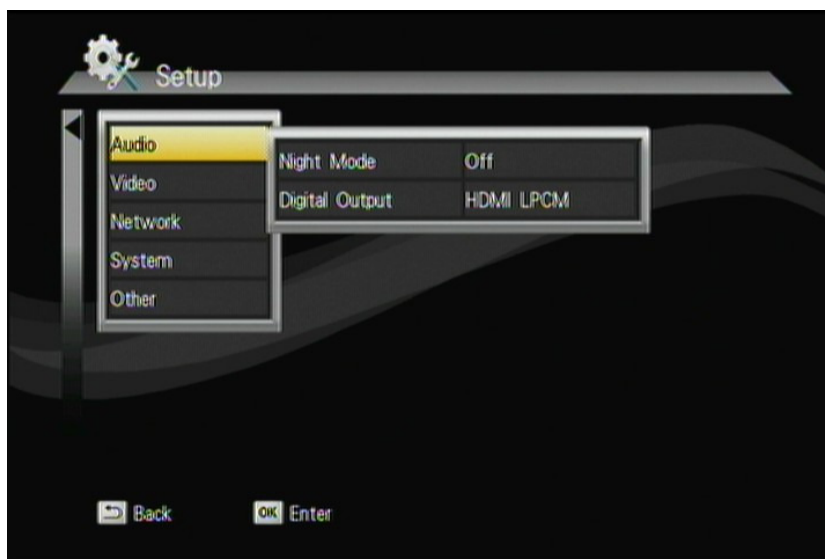 Setup
Audio
Night Mode Off
Video
Digital Output HDMI LPCM
Network
System
Other
Back OK Enter